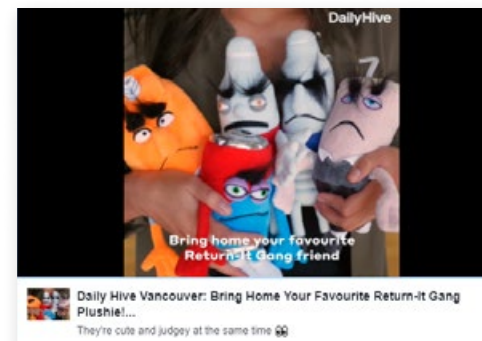 DailyHive
Bring home your favourite
Return-It Gang friend
Daily Hive Vancouver: Bring Home Your Favourite Return-It Gang
Plushie!...
They're cute and judgey at the same time 👀